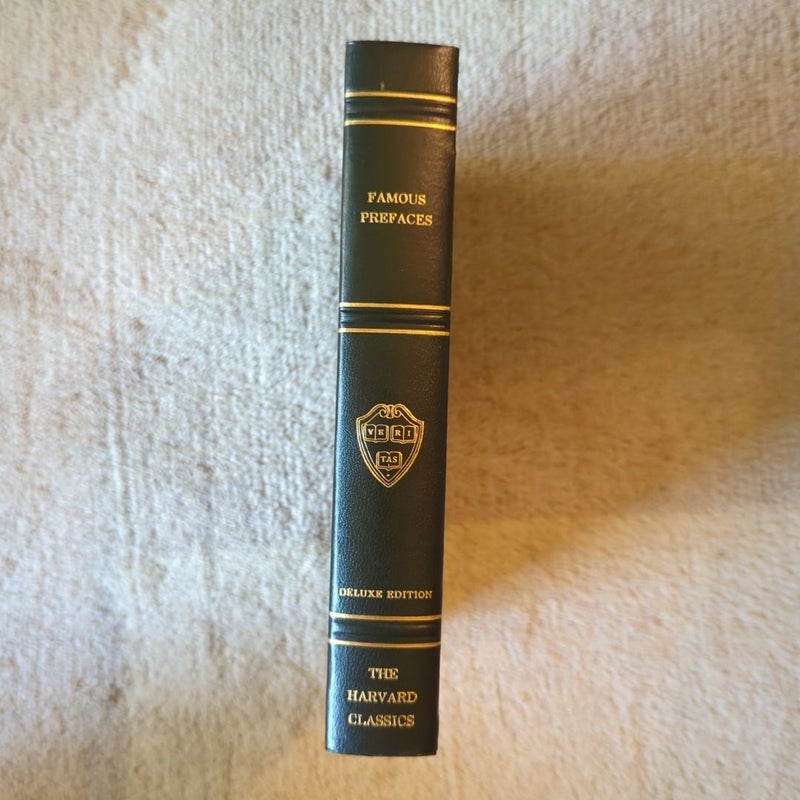 FAMOUS
PREFACES
VE RI
TAS
DELUXE EDITION
THE
HARVARD
CLASSICS